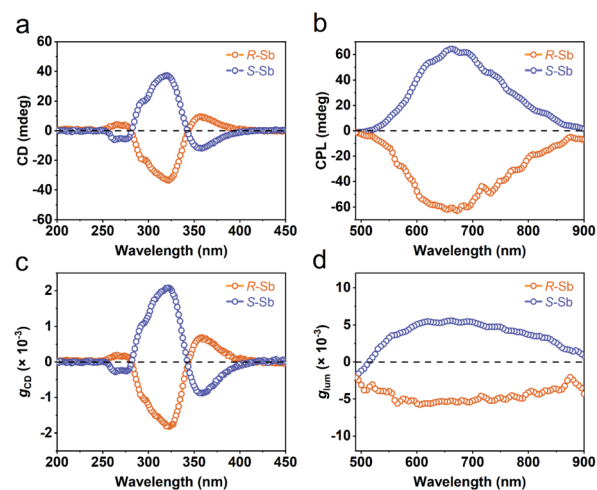 a
R-Sb
S-Sb
60
40
20
0
-20
-40
-60
CD (mdeg)
200 250 300 350 400 450
Wavelength (nm)
b
R-Sb
S-Sb
60
40
20
0
-20
-40
-60
CPL (mdeg)
500 600 700 800 900
Wavelength (nm)
c
R-Sb
S-Sb
2
1
0
-1
-2
gCD (× 10⁻³)
200 250 300 350 400 450
Wavelength (nm)
d
R-Sb
S-Sb
10
5
0
-5
-10
glum (× 10⁻³)
500 600 700 800 900
Wavelength (nm)